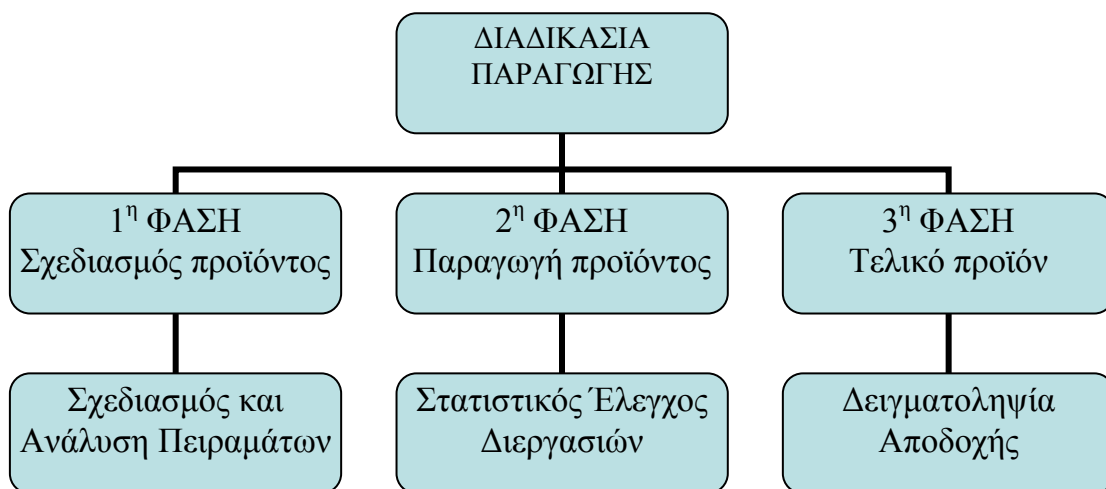 ΔΙΑΔΙΚΑΣΙΑ
ΠΑΡΑΓΩΓΗΣ
1η ΦΑΣΗ
Σχεδιασμός προϊόντος
2η ΦΑΣΗ
Παραγωγή προϊόντος
3η ΦΑΣΗ
Τελικό προϊόν
Σχεδιασμός και
Ανάλυση Πειραμάτων
Στατιστικός Έλεγχος
Διεργασιών
Δειγματοληψία
Αποδοχής